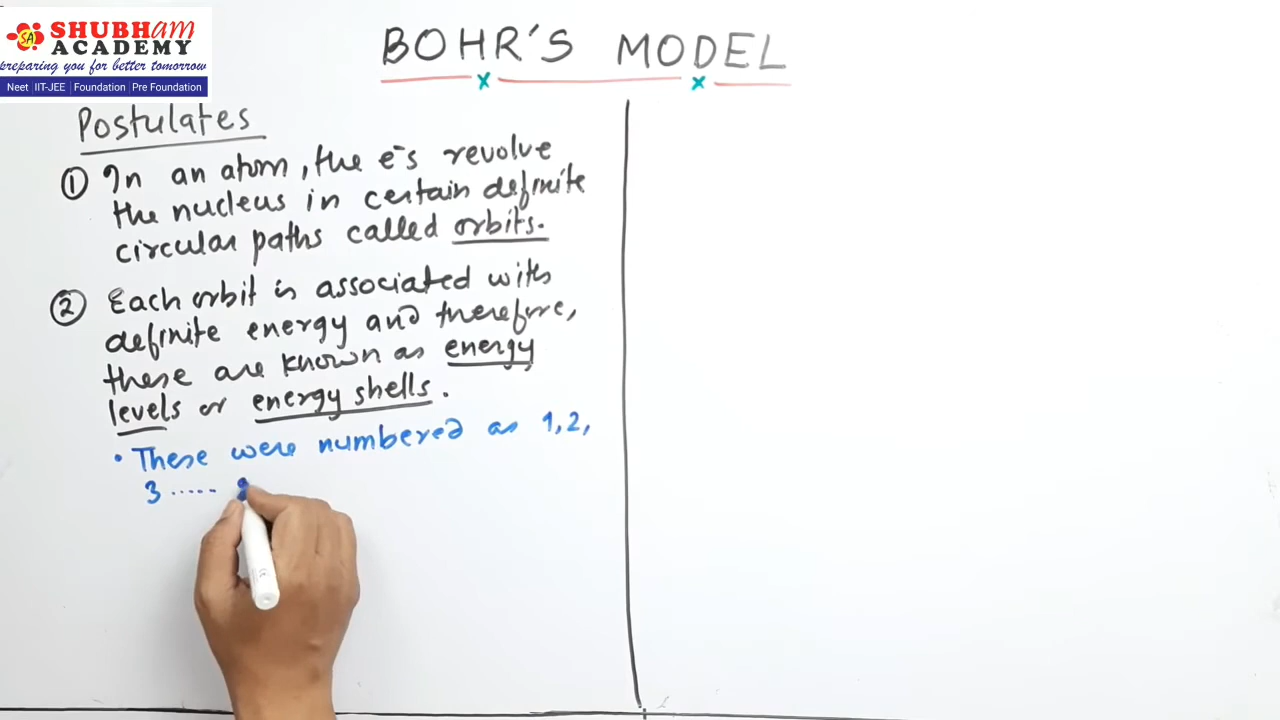 SHUBHAM
ACADEMY
preparing you for better tomorrow
Neet | IIT-JEE | Foundation | Pre Foundation
BOHR'S MODEL
Postulates
① In an atom, the e⁻s revolve
the nucleus in certain definite
circular paths called orbits.
② Each orbit is associated with
definite energy and therefore,
these are known as energy
levels or energy shells.
• These were numbered as 1, 2,
3 .....